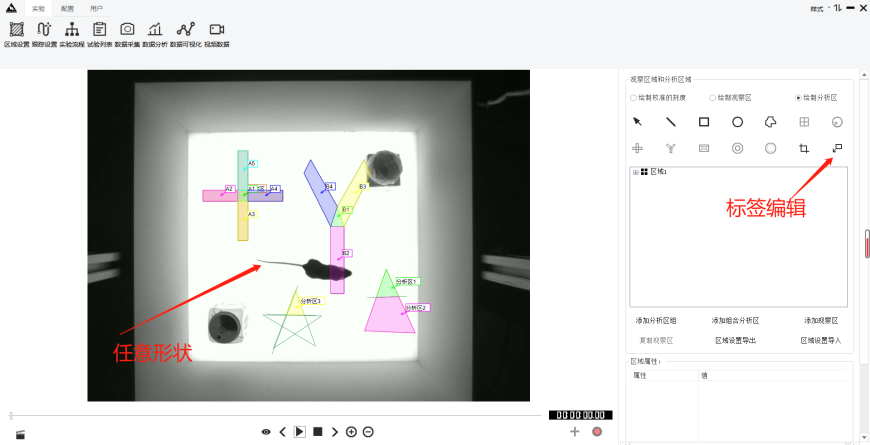 实验 配置 用户 样式
区域设置 跟踪设置 实验流程 试验列表 数据采集 数据分析 数据可视化 视频数据
观察区域和分析区域
绘制校准的刻度 绘制观察区 绘制分析区
A5
A2 A1 A4
A3
B4 B3
B1
B2
区域1
标签编辑
分析区1
分析区3 分析区2
任意形状
添加分析区组 添加组合分析区 添加观察区
复制观察区 区域设置导出 区域设置导入
区域属性:
属性 值
00:00:00.00